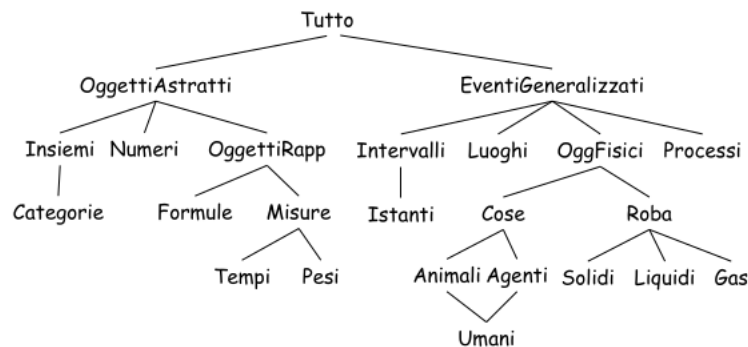 Tutto
OggettiAstratti EventiGeneralizzati
Insiemi Numeri OggettiRapp Intervalli Luoghi OggFisici Processi
Categorie Formule Misure Istanti Cose Roba
Tempi Pesi Animali Agenti Solidi Liquidi Gas
Umani